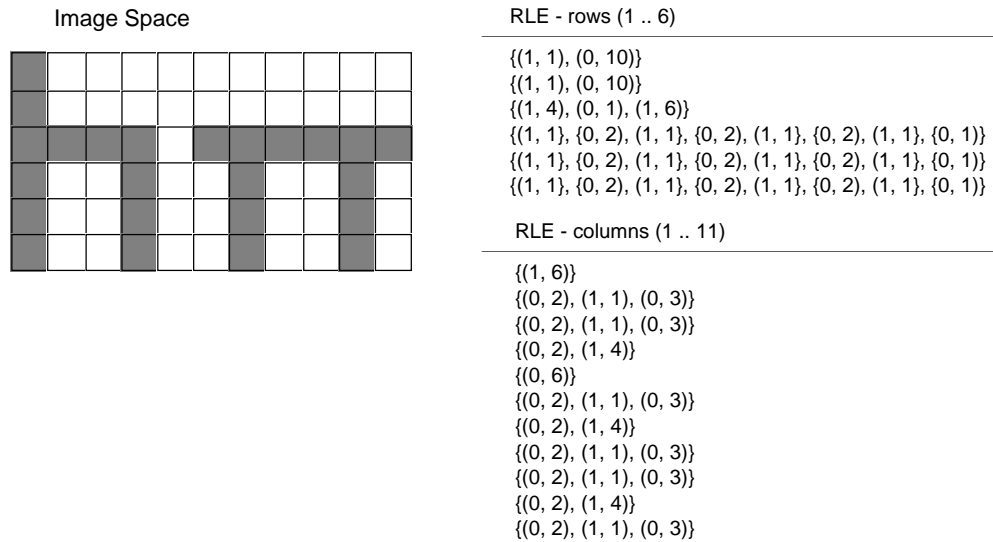 Image Space
RLE - rows (1 .. 6)
{(1, 1), (0, 10)}
{(1, 1), (0, 10)}
{(1, 4), (0, 1), (1, 6)}
{(1, 1}, {0, 2), (1, 1}, {0, 2), (1, 1}, {0, 2), (1, 1}, {0, 1)}
{(1, 1}, {0, 2), (1, 1}, {0, 2), (1, 1}, {0, 2), (1, 1}, {0, 1)}
{(1, 1}, {0, 2), (1, 1}, {0, 2), (1, 1}, {0, 2), (1, 1}, {0, 1)}
RLE - columns (1 .. 11)
{(1, 6)}
{(0, 2), (1, 1), (0, 3)}
{(0, 2), (1, 1), (0, 3)}
{(0, 2), (1, 4)}
{(0, 6)}
{(0, 2), (1, 1), (0, 3)}
{(0, 2), (1, 4)}
{(0, 2), (1, 1), (0, 3)}
{(0, 2), (1, 1), (0, 3)}
{(0, 2), (1, 4)}
{(0, 2), (1, 1), (0, 3)}